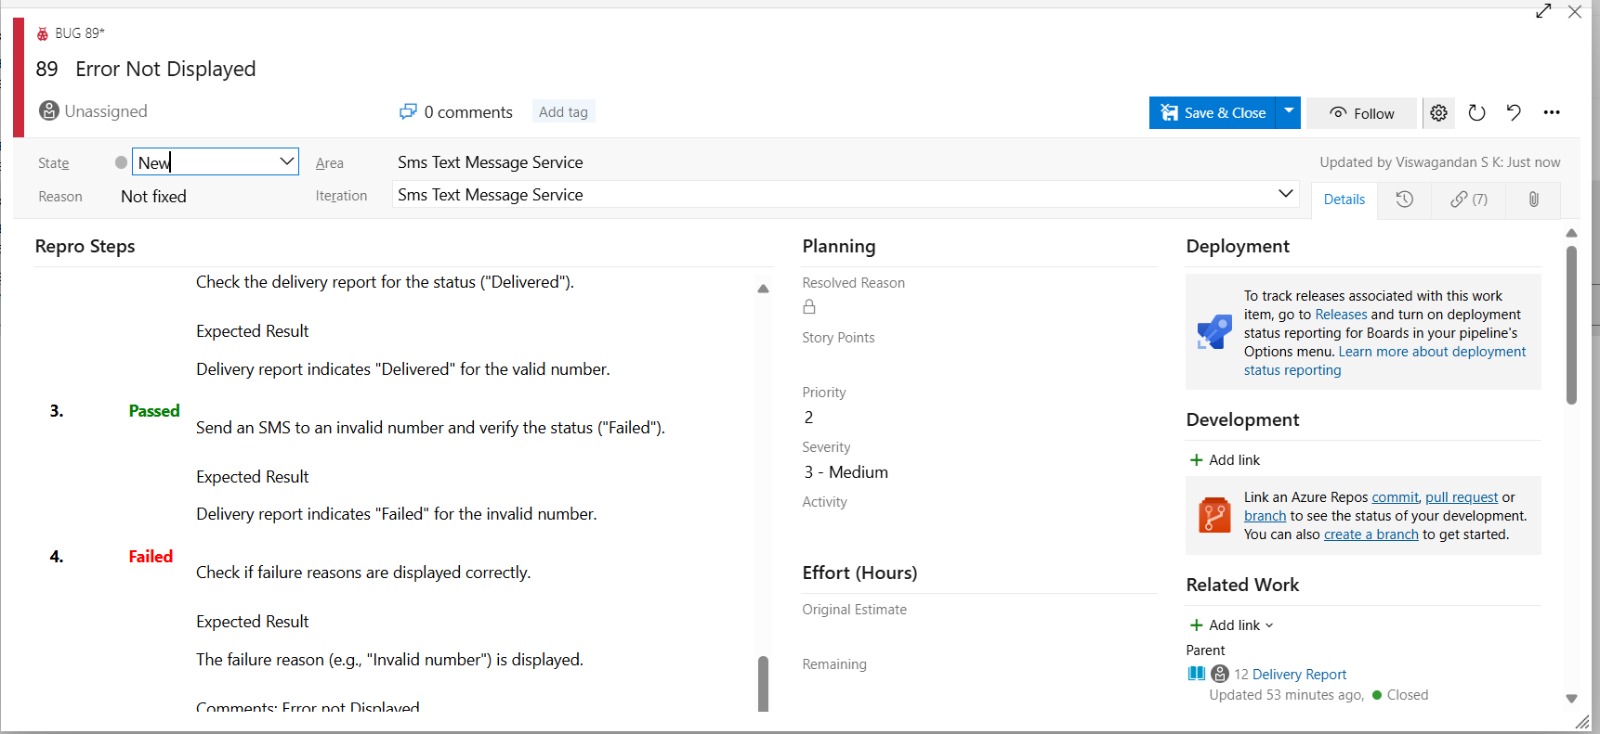 BUG 89*
89 Error Not Displayed
Unassigned
0 comments
Add tag
Save & Close
Follow
State
New
Area
Sms Text Message Service
Updated by Viswagandan S K: Just now
Reason
Not fixed
Iteration
Sms Text Message Service
Details
(7)
Repro Steps
Check the delivery report for the status ("Delivered").
Expected Result
Delivery report indicates "Delivered" for the valid number.
3. Passed
Send an SMS to an invalid number and verify the status ("Failed").
Expected Result
Delivery report indicates "Failed" for the invalid number.
4. Failed
Check if failure reasons are displayed correctly.
Expected Result
The failure reason (e.g., "Invalid number") is displayed.
Comments: Error not Displayed
Planning
Resolved Reason
Story Points
Priority
2
Severity
3 - Medium
Activity
Effort (Hours)
Original Estimate
Remaining
Deployment
To track releases associated with this work
item, go to Releases and turn on deployment
status reporting for Boards in your pipeline's
Options menu. Learn more about deployment
status reporting
Development
+ Add link
Link an Azure Repos commit, pull request or
branch to see the status of your development.
You can also create a branch to get started.
Related Work
+ Add link
Parent
12 Delivery Report
Updated 53 minutes ago, Closed